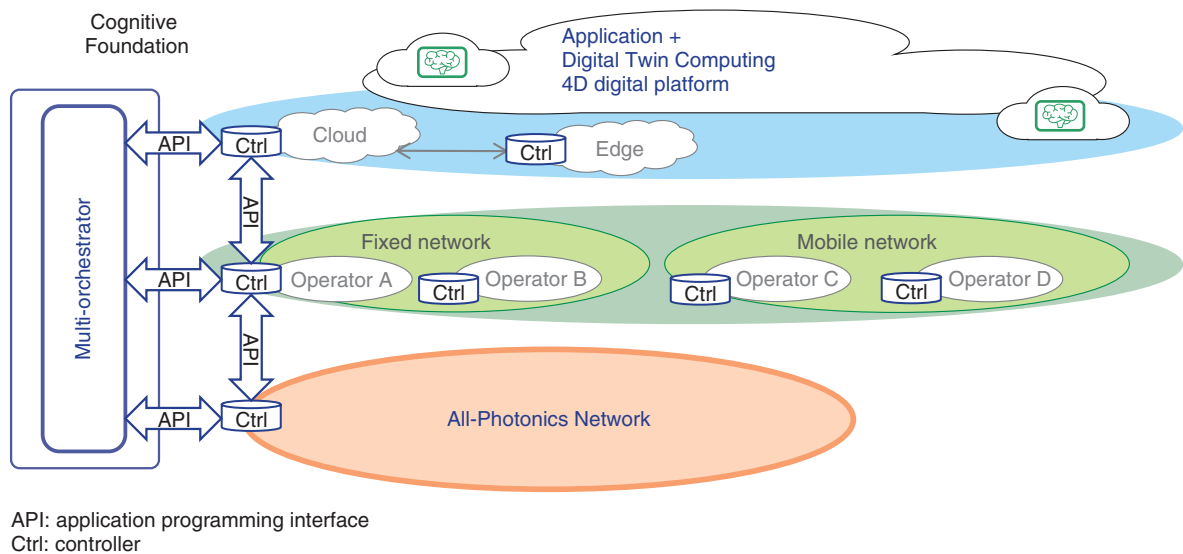 Cognitive
Foundation
Application +
Digital Twin Computing
4D digital platform
Multi-orchestrator
API
Ctrl
Cloud
Ctrl
Edge
API
Fixed network
Mobile network
API
Ctrl
Operator A
Ctrl
Operator B
Ctrl
Operator C
Ctrl
Operator D
API
API
Ctrl
All-Photonics Network
API: application programming interface
Ctrl: controller